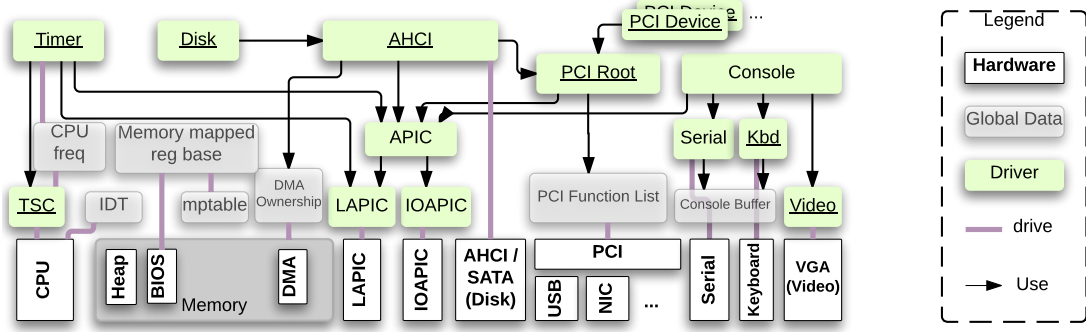 PCI Device
PCI Device
...
Legend
Timer
Disk
AHCI
PCI Root
Console
Hardware
CPU
freq
Memory mapped
reg base
APIC
Serial
Kbd
Global Data
DMA
Ownership
PCI Function List
Driver
TSC
IDT
mptable
LAPIC
IOAPIC
Console Buffer
Video
drive
CPU
Heap
BIOS
DMA
Memory
LAPIC
IOAPIC
AHCI /
SATA
(Disk)
PCI
USB
NIC
...
Serial
Keyboard
VGA
(Video)
Use